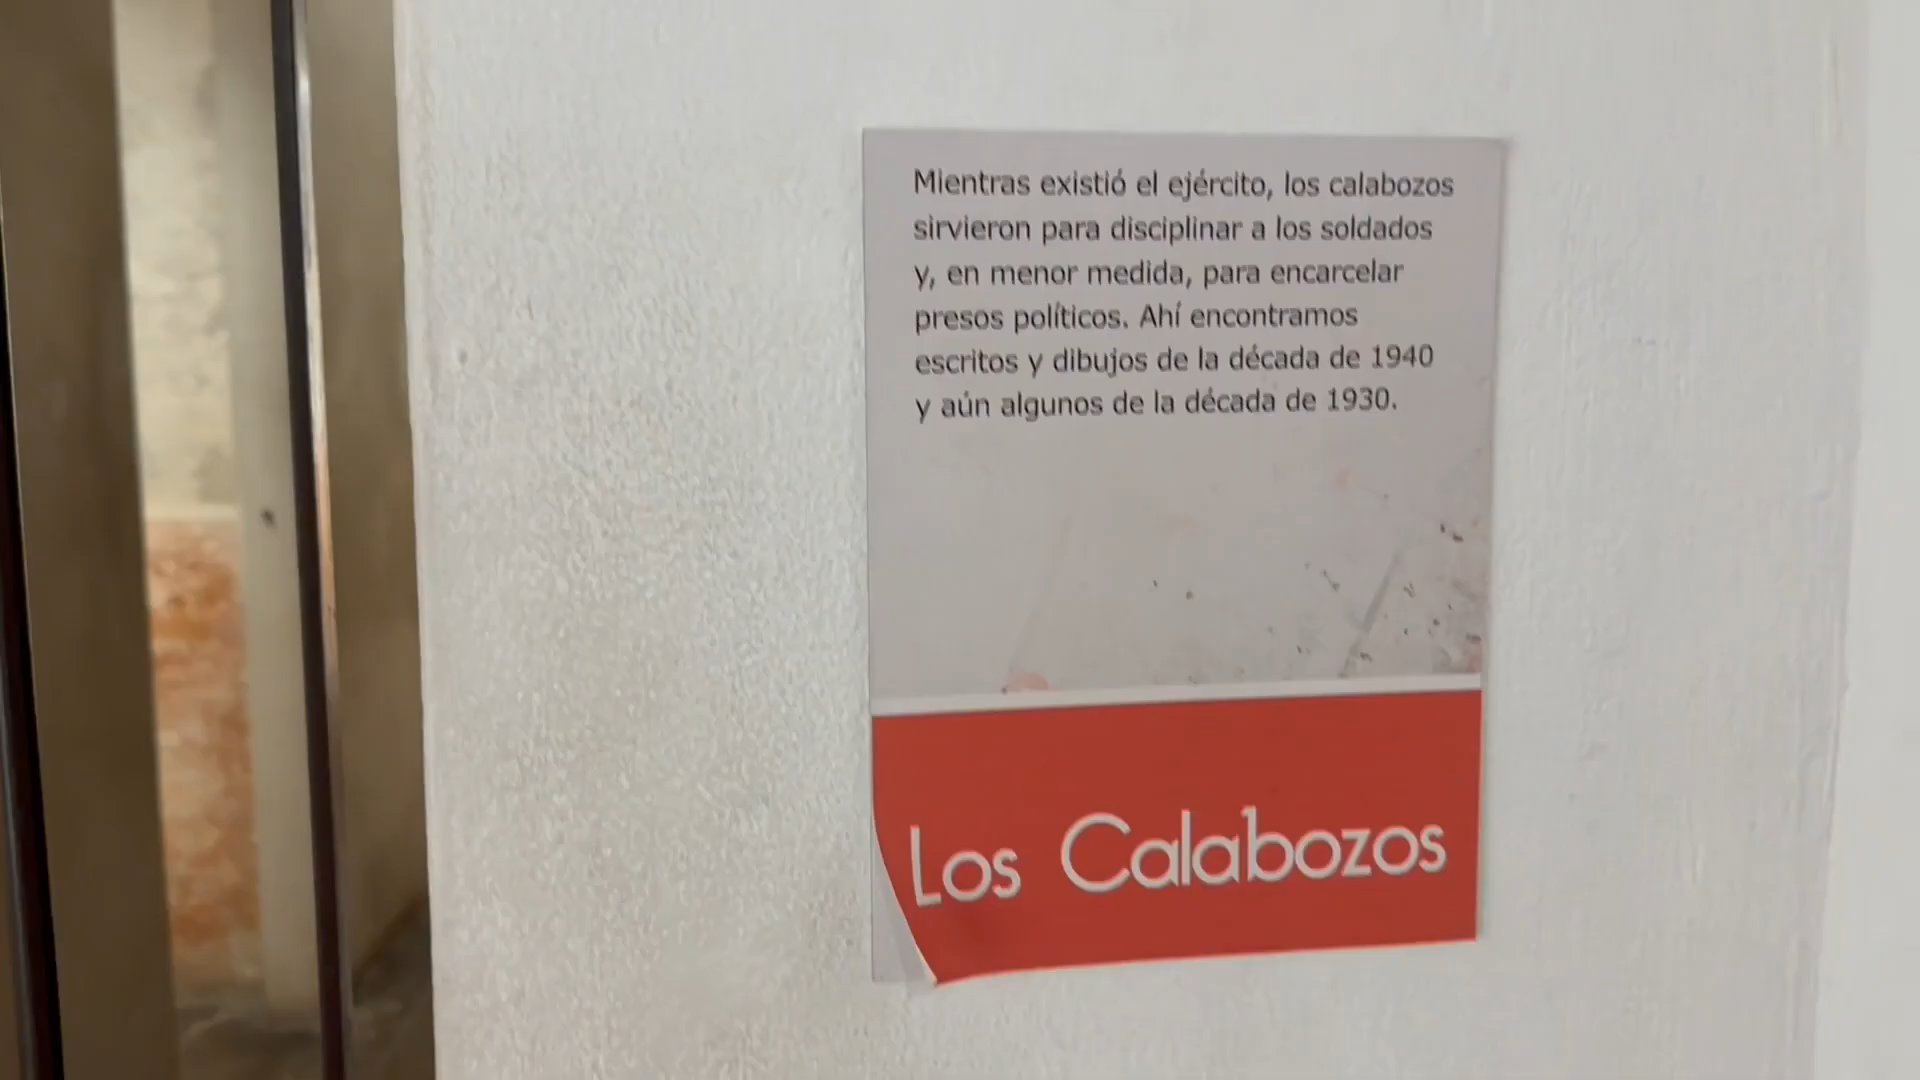 Mientras existió el ejército, los calabozos
sirvieron para disciplinar a los soldados
y, en menor medida, para encarcelar
presos políticos. Ahí encontramos
escritos y dibujos de la década de 1940
y aún algunos de la década de 1930.
Los Calabozos